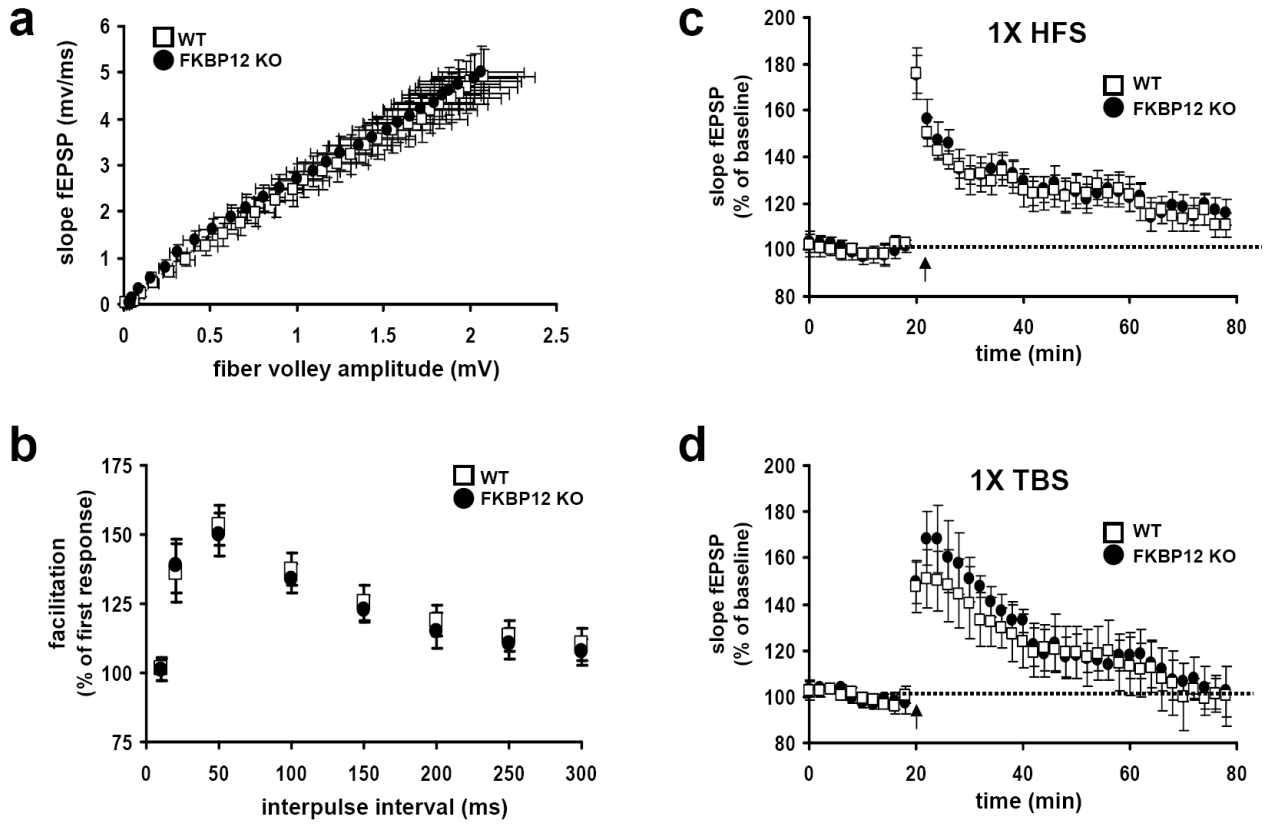 a
WT
FKBP12 KO
slope fEPSP (mv/ms)
6
5
4
3
2
1
0
0
0.5
1
1.5
2
2.5
fiber volley amplitude (mV)
b
WT
FKBP12 KO
facilitation
(% of first response)
175
150
125
100
75
0
50
100
150
200
250
300
interpulse interval (ms)
c
1X HFS
WT
FKBP12 KO
slope fEPSP
(% of baseline)
200
180
160
140
120
100
80
0
20
40
60
80
time (min)
d
1X TBS
WT
FKBP12 KO
slope fEPSP
(% of baseline)
200
180
160
140
120
100
80
0
20
40
60
80
time (min)